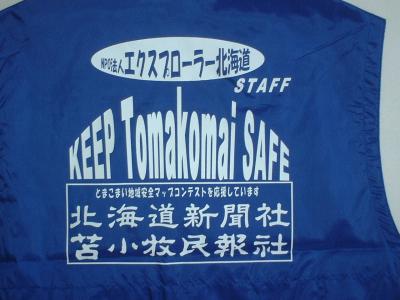 NPO法人エクスプローラー北海道
STAFF
KEEP Tomakomai SAFE
とまこまい地域安全マップコンテストを応援しています
北海道新聞社
苫小牧民報社